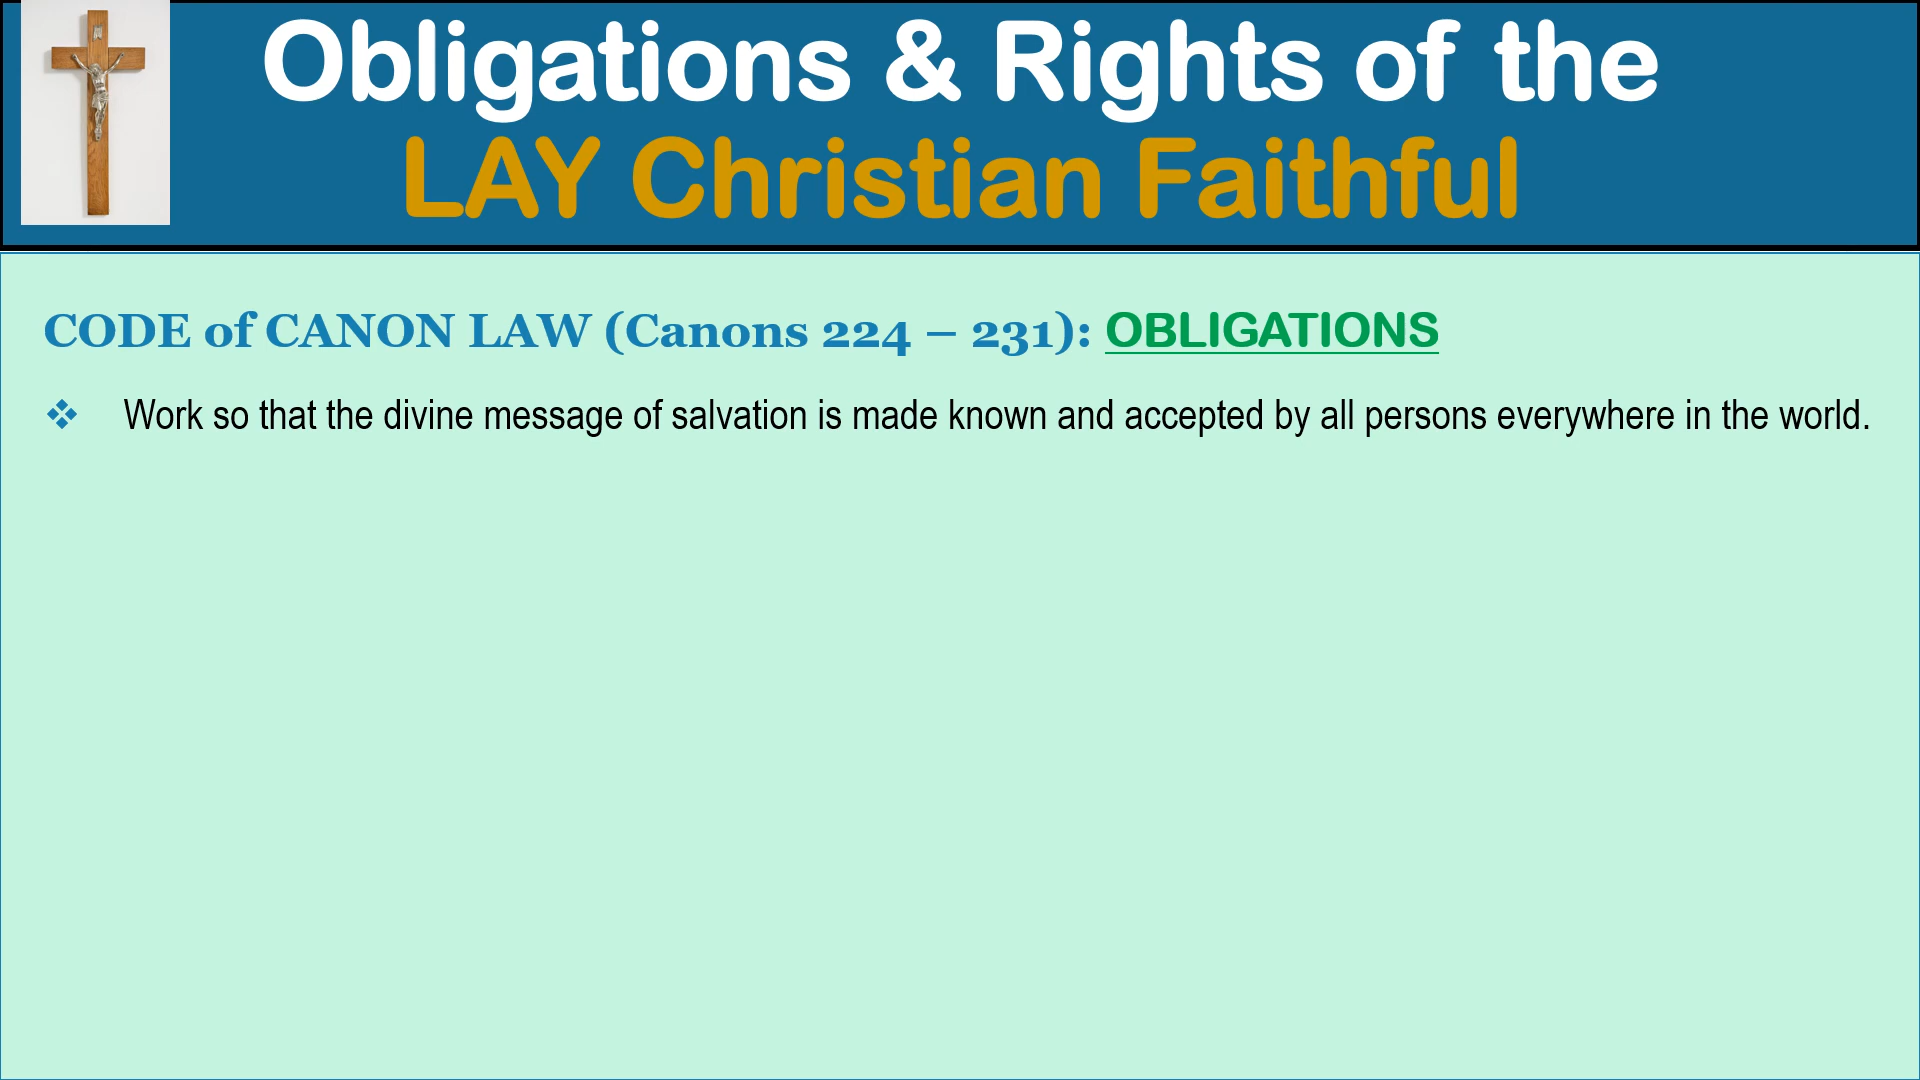 Obligations & Rights of the
LAY Christian Faithful
CODE of CANON LAW (Canons 224 – 231): OBLIGATIONS
❖ Work so that the divine message of salvation is made known and accepted by all persons everywhere in the world.